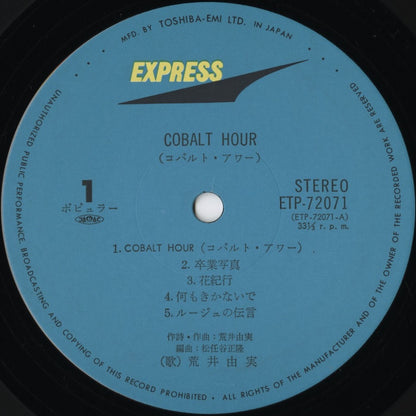 MFD. BY TOSHIBA-EMI LTD. IN JAPAN
EXPRESS
COBALT HOUR
(コバルト・アワー)
1
ポピュラー
JASRAC
STEREO
ETP-72071
(ETP-72071-A)
33⅓ r. p. m.
1. COBALT HOUR (コバルト・アワー)
2. 卒業写真
3. 花紀行
4. 何もきかないで
5. ルージュの伝言
作詩・作曲：荒井由実
編曲：松任谷正隆
(歌) 荒井由実
UNAUTHORIZED PUBLIC PERFORMANCE, BROADCASTING AND COPYING OF THIS RECORD PROHIBITED • ALL RIGHTS OF THE MANUFACTURER AND OF THE OWNER OF THE RECORDED WORK ARE RESERVED